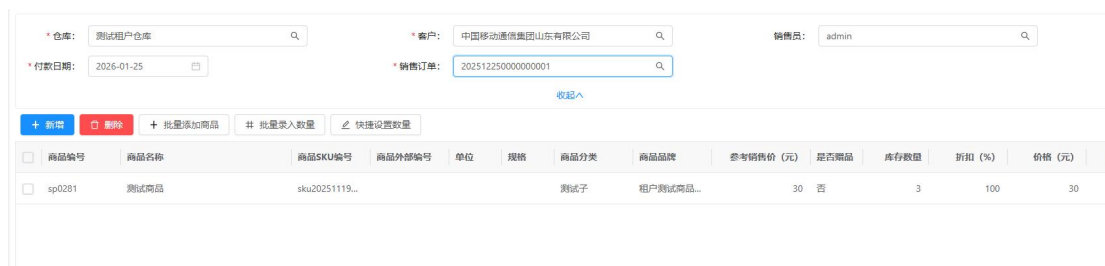 * 仓库： 测试租户仓库 * 客户： 中国移动通信集团山东有限公司 销售员： admin
* 付款日期： 2026-01-25 * 销售订单： 202512250000000001
收起
+ 新增 删除 + 批量添加商品 # 批量录入数量 快捷设置数量
商品编号 商品名称 商品SKU编号 商品外部编号 单位 规格 商品分类 商品品牌 参考销售价（元） 是否赠品 库存数量 折扣（%） 价格（元）
sp0281 测试商品 sku20251119... 测试子 租户测试商品... 30 否 3 100 30